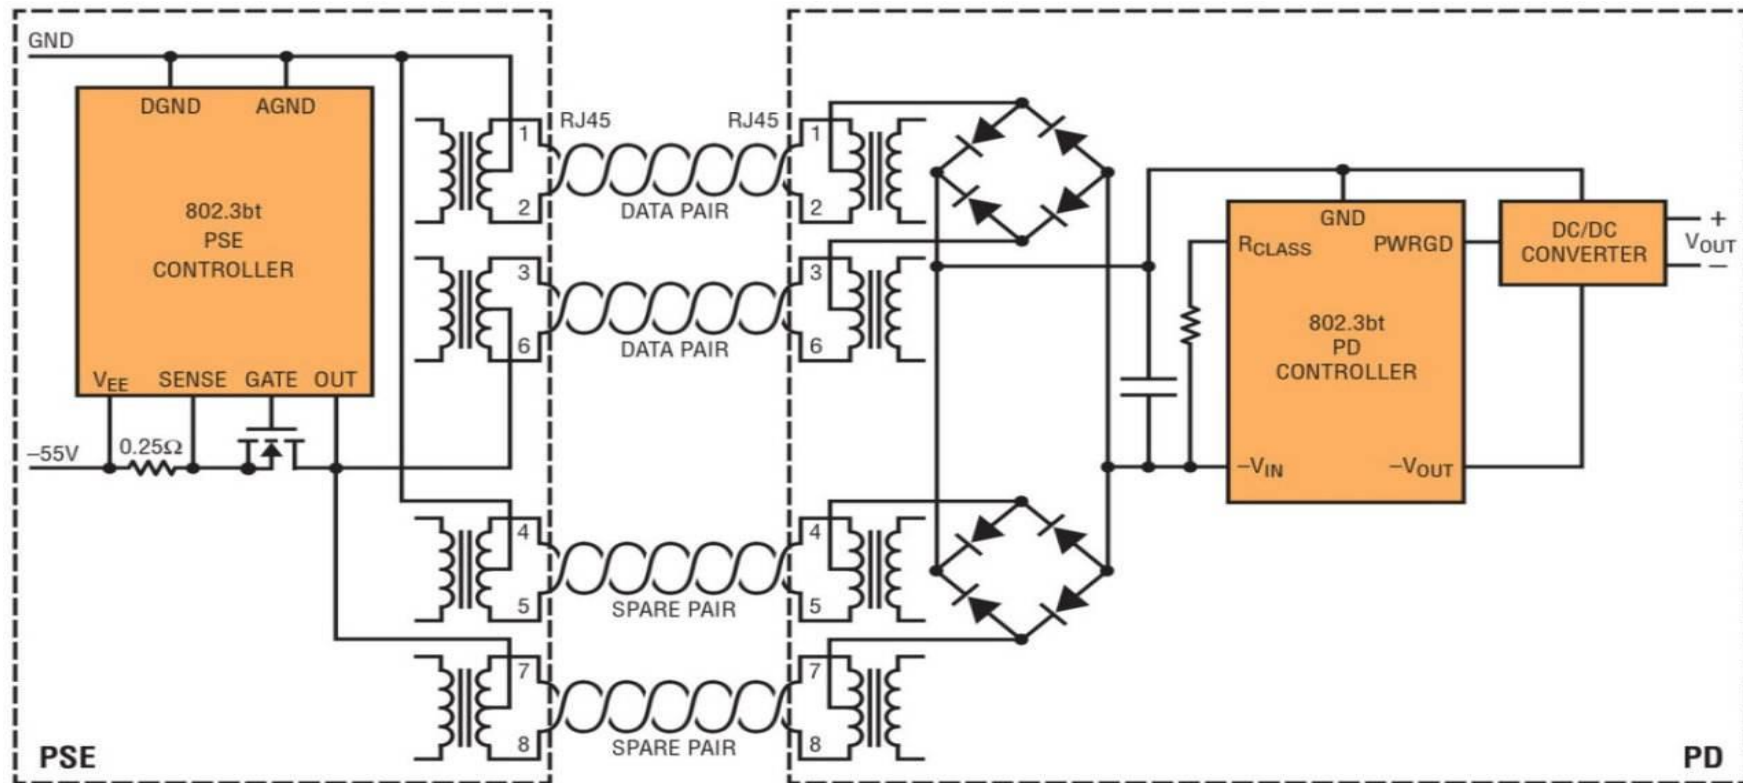 GND
DGND AGND
802.3bt
PSE
CONTROLLER
VEE SENSE GATE OUT
–55V 0.25Ω
PSE
1
2
3
6
4
5
7
8
RJ45 RJ45
DATA PAIR
DATA PAIR
SPARE PAIR
SPARE PAIR
1
2
3
6
4
5
7
8
GND
RCLASS PWRGD
802.3bt
PD
CONTROLLER
–VIN –VOUT
DC/DC
CONVERTER
+
VOUT
–
PD